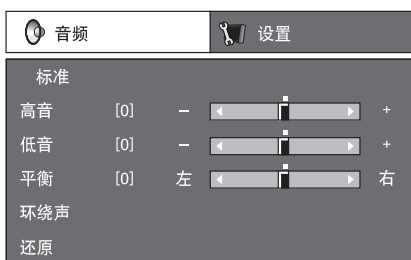 音频 设置
标准
高音 [0] − +
低音 [0] − +
平衡 [0] 左 右
环绕声
还原